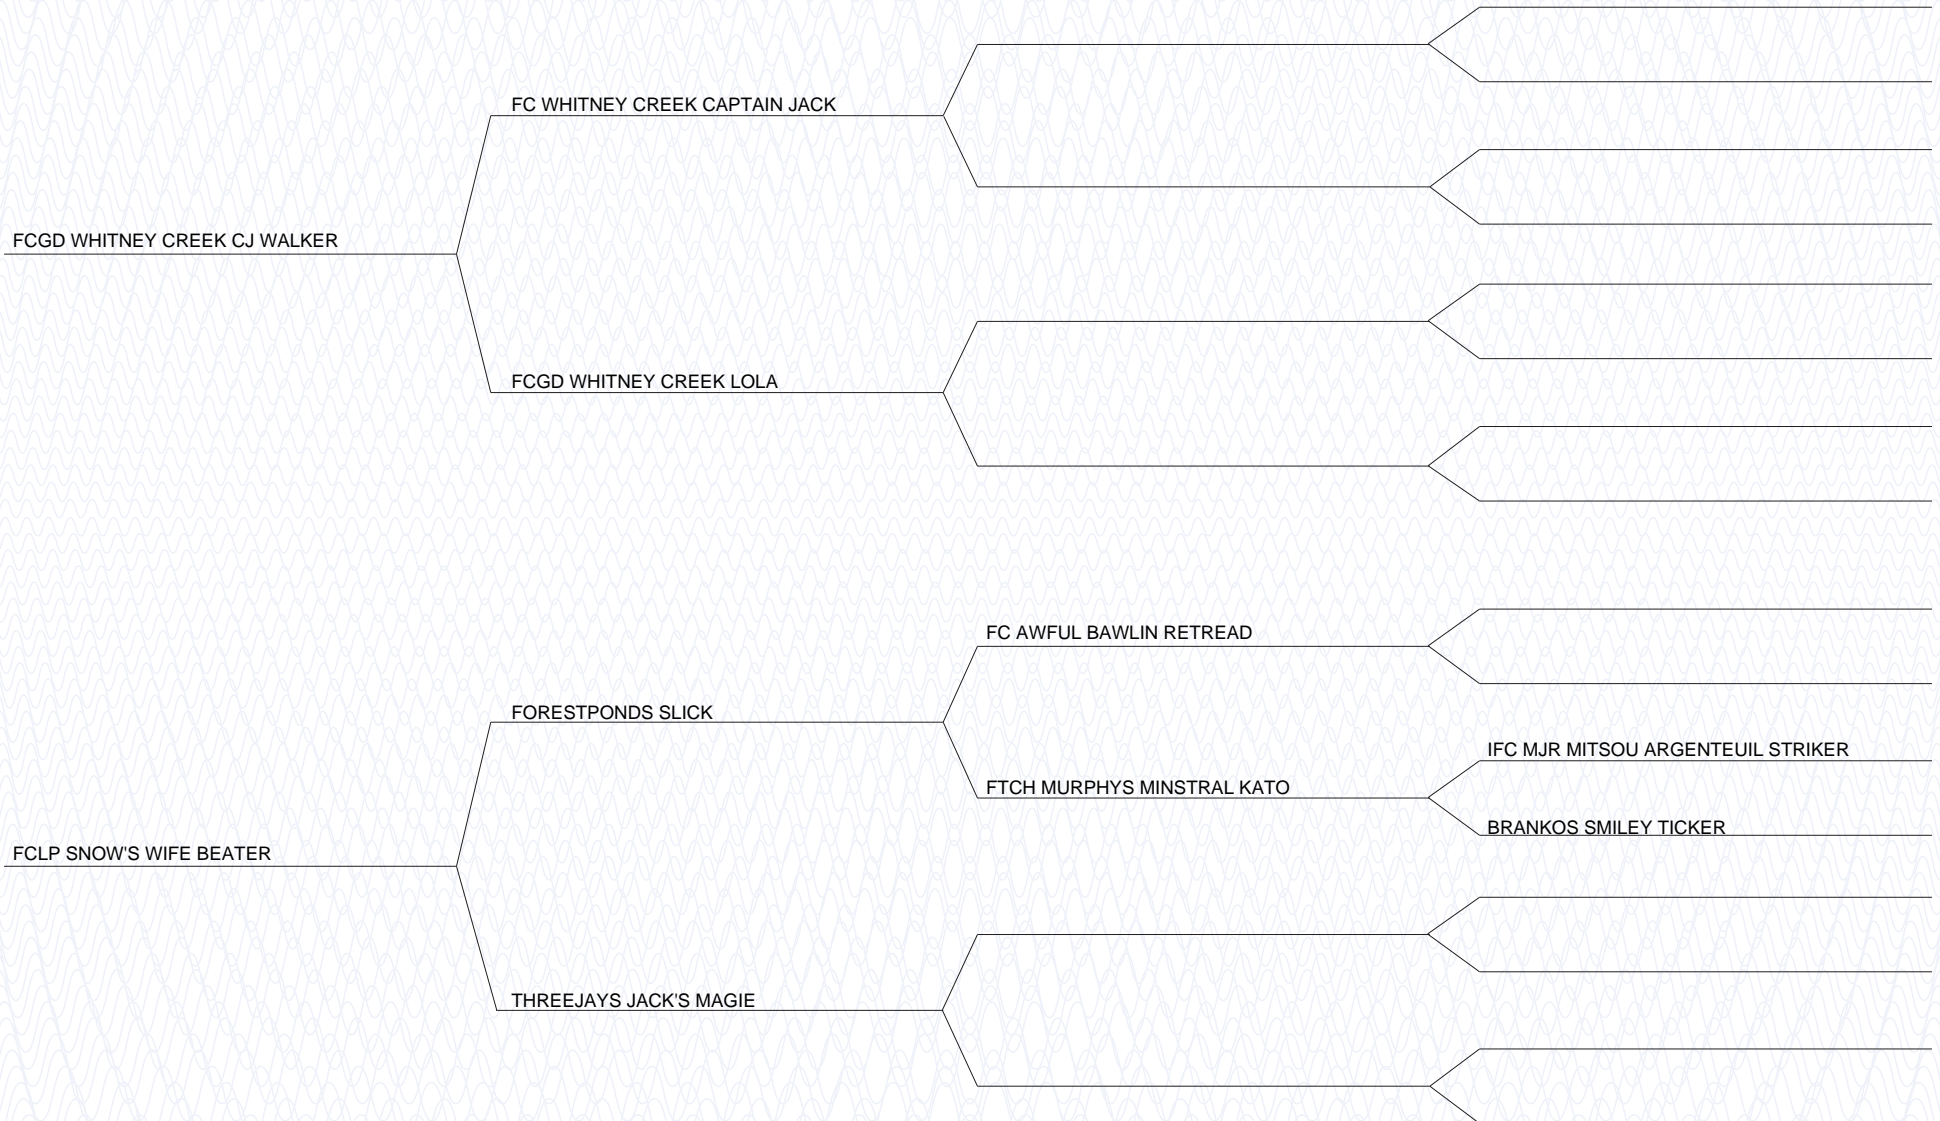 FC WHITNEY CREEK CAPTAIN JACK
FCGD WHITNEY CREEK CJ WALKER
FCGD WHITNEY CREEK LOLA
FC AWFUL BAWLIN RETREAD
FORESTPONDS SLICK
IFC MJR MITSOU ARGENTEUIL STRIKER
FTCH MURPHYS MINSTRAL KATO
BRANKOS SMILEY TICKER
FCLP SNOW'S WIFE BEATER
THREEJAYS JACK'S MAGIE